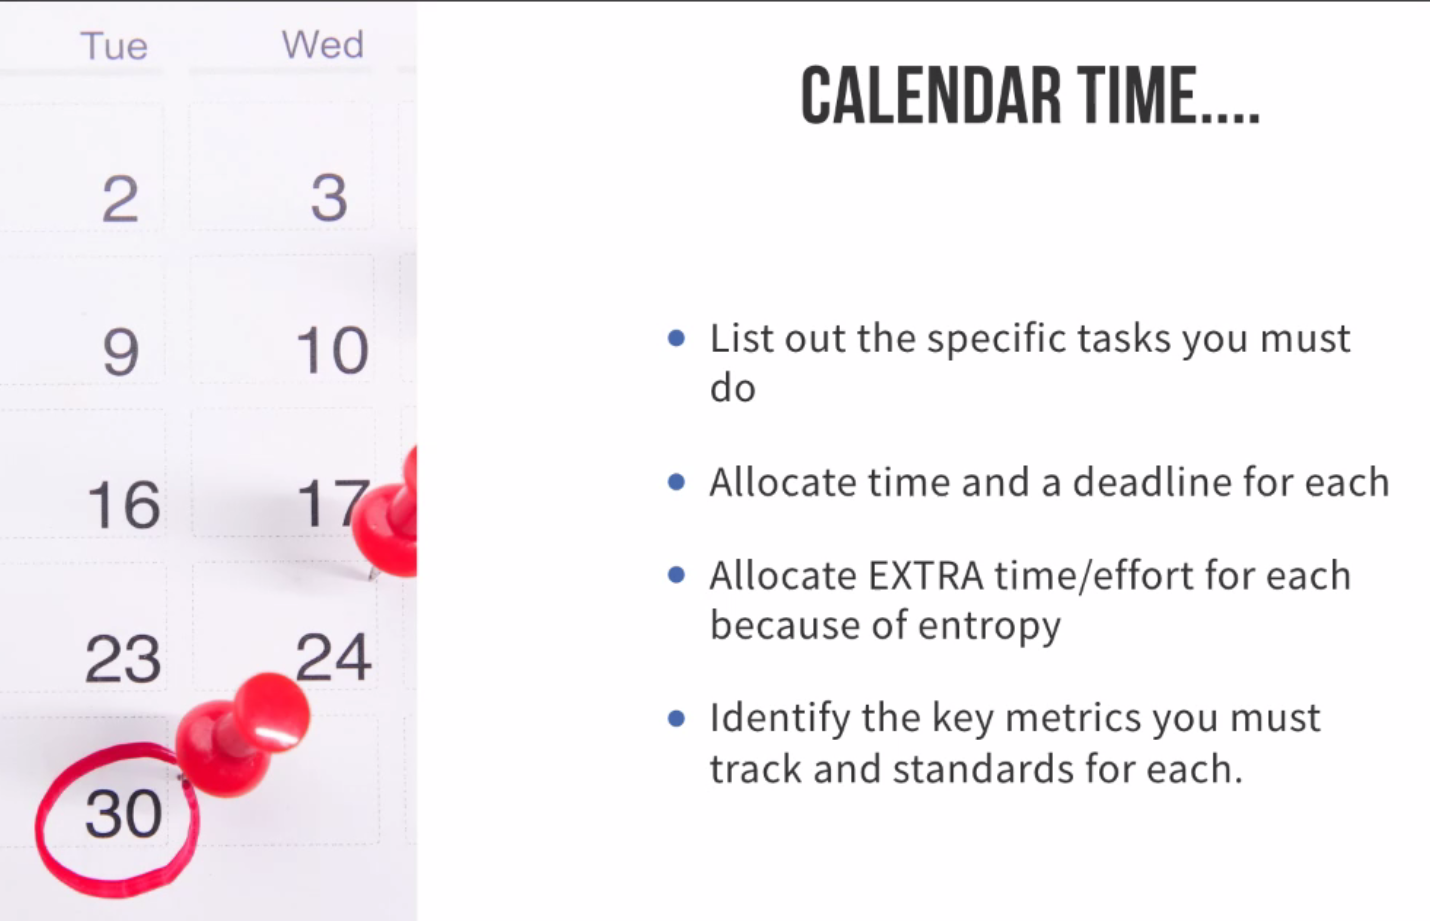 Tue Wed
2 3
9 10
16 17
23 24
30
CALENDAR TIME....
List out the specific tasks you must
do
Allocate time and a deadline for each
Allocate EXTRA time/effort for each
because of entropy
Identify the key metrics you must
track and standards for each.